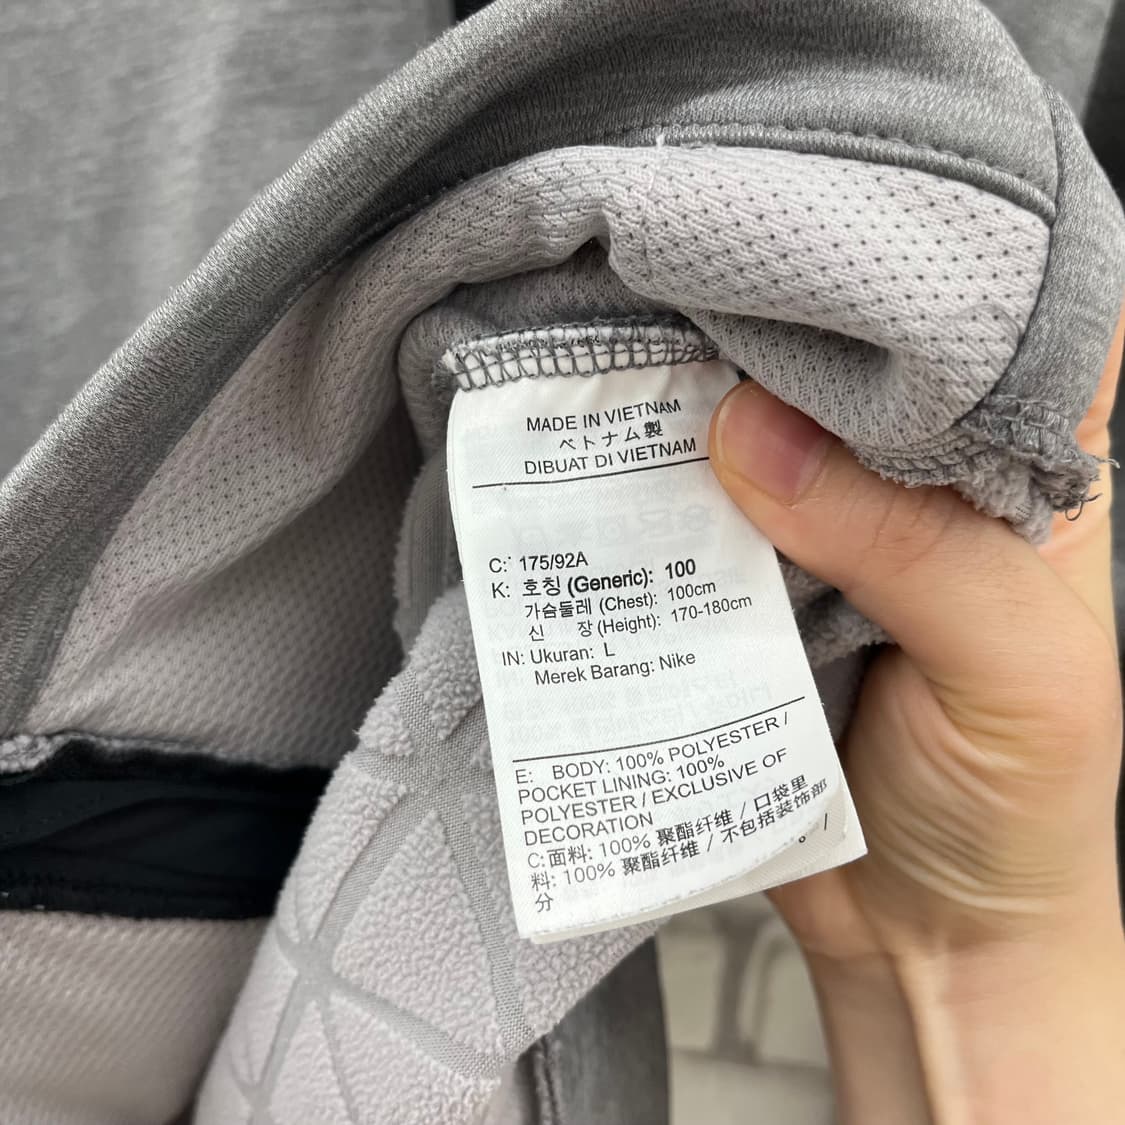 MADE IN VIETNAM
ベトナム製
DIBUAT DI VIETNAM
C: 175/92A
K: 호칭 (Generic): 100
가슴둘레 (Chest): 100cm
신 장 (Height): 170-180cm
IN: Ukuran: L
Merek Barang: Nike
E: BODY: 100% POLYESTER /
POCKET LINING: 100%
POLYESTER / EXCLUSIVE OF
DECORATION
C: 面料: 100% 聚酯纤维 / 口袋里
料: 100% 聚酯纤维 / 不包括装饰部
分